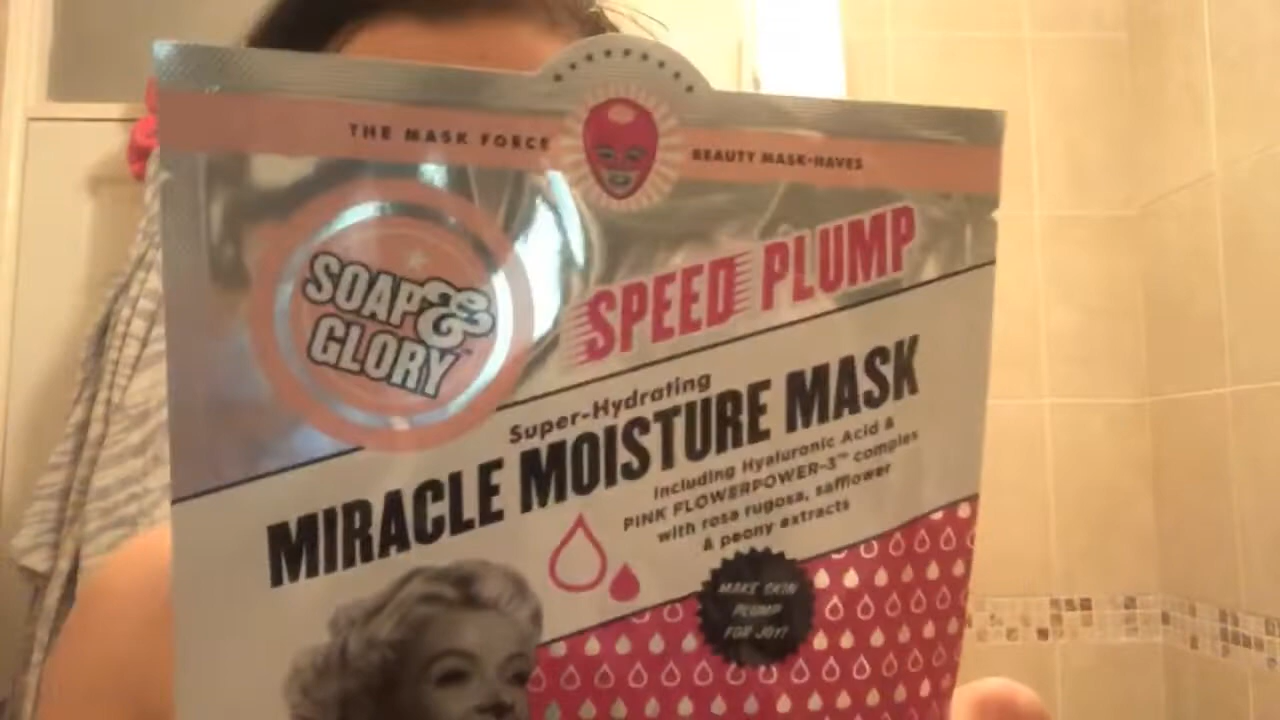 THE MASK FORCE
BEAUTY MASK-HAVES
SOAP &
GLORY™
SPEED PLUMP
Super-Hydrating
MIRACLE MOISTURE MASK
including Hyaluronic Acid &
PINK FLOWERPOWER-3™ complex
with rosa rugosa, safflower
& peony extracts
MAKE SKIN
PLUMP
FOR JOY!